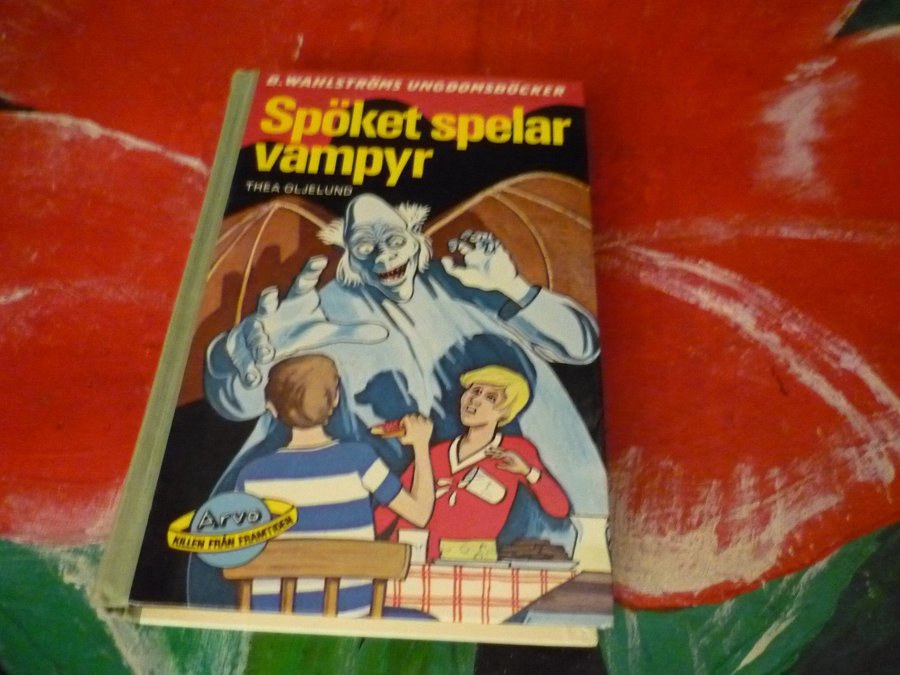 B. WAHLSTRÖMS UNGDOMSBÖCKER
Spöket spelar
vampyr
THEA OLJELUND
Arvo
KILLEN FRÅN FRAMTIDEN